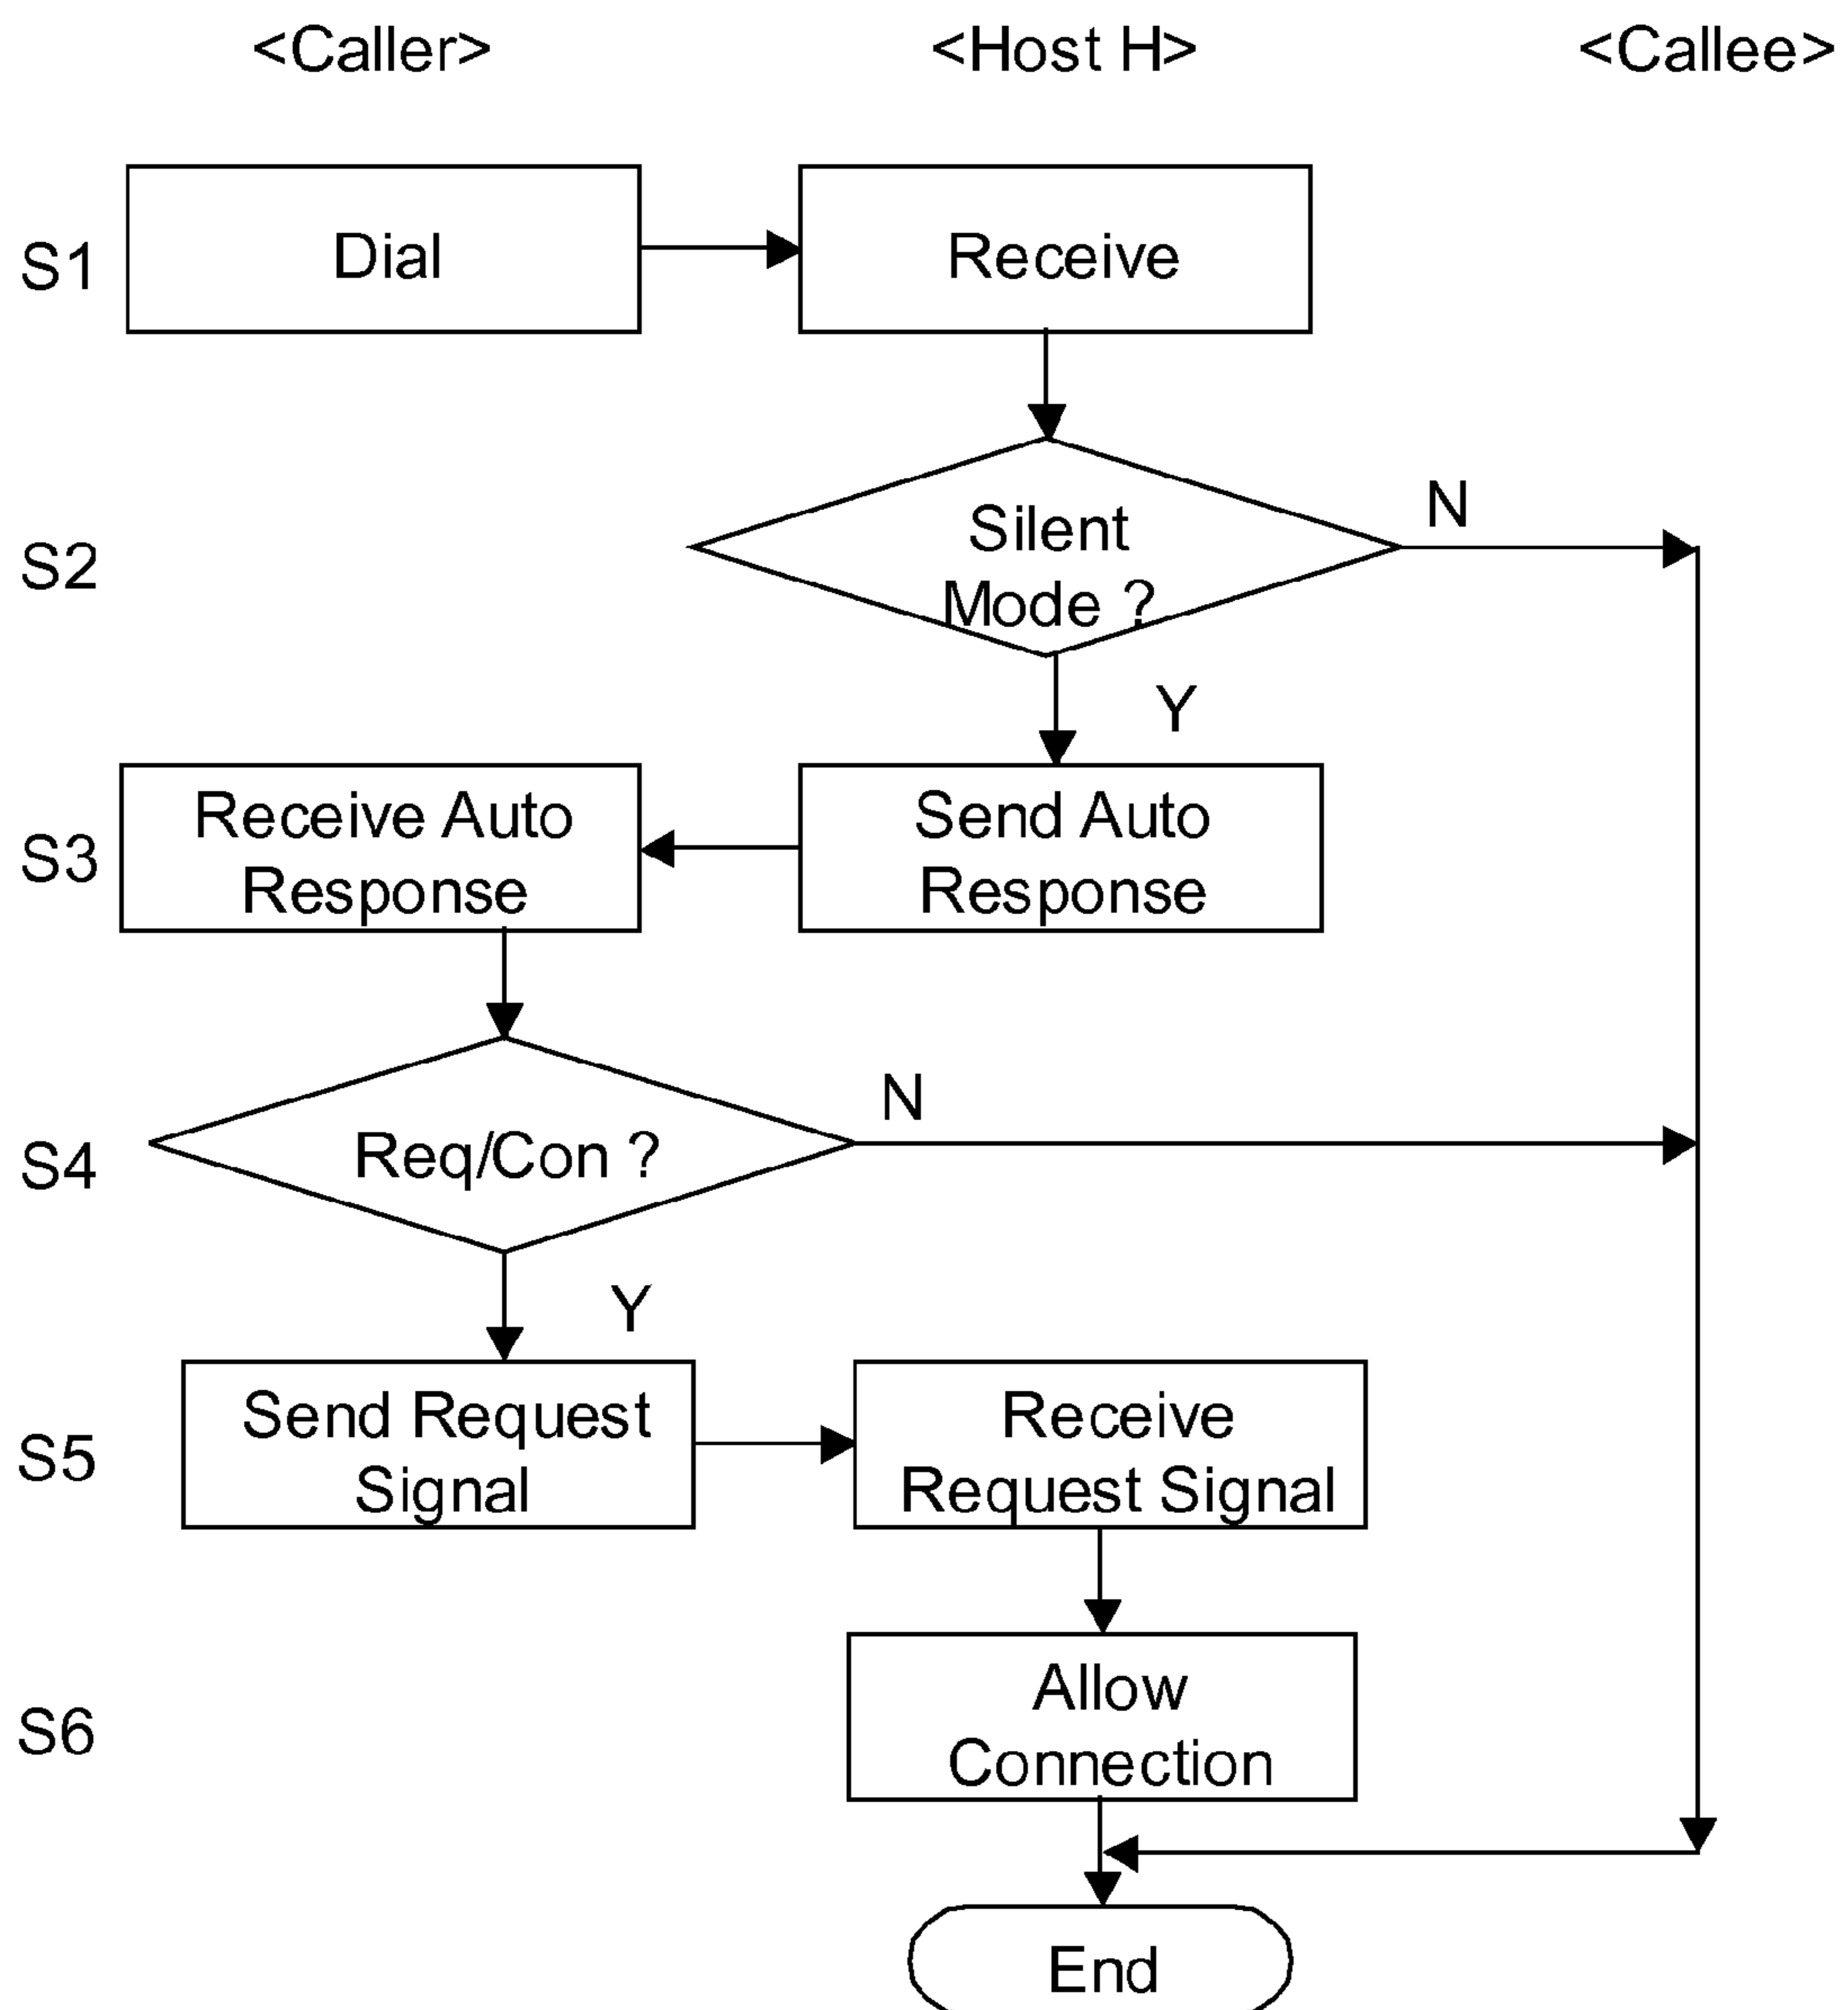 <Caller>
<Host H>
<Callee>
S1
Dial
Receive
S2
Silent
Mode ?
N
Y
S3
Receive Auto
Response
Send Auto
Response
S4
Req/Con ?
N
Y
S5
Send Request
Signal
Receive
Request Signal
S6
Allow
Connection
End